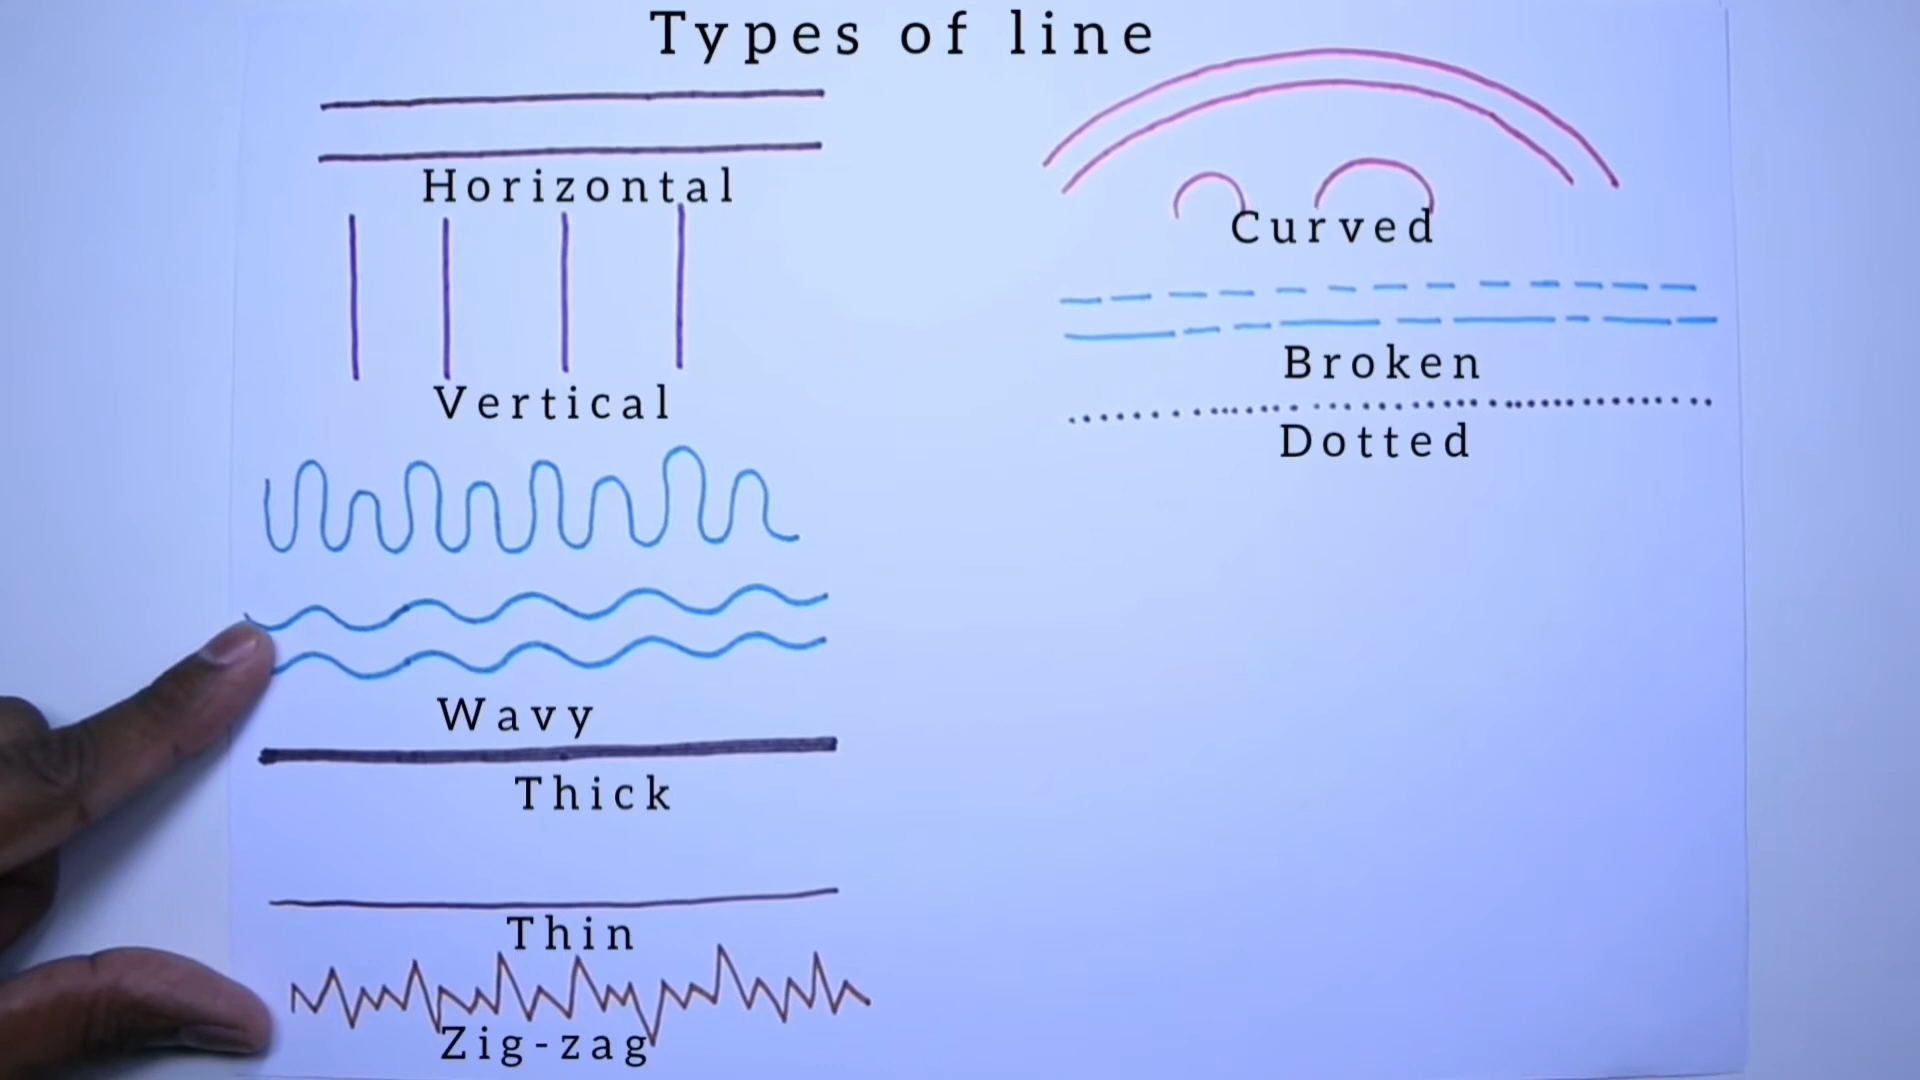 Types of line
Horizontal
Vertical
Wavy
Thick
Thin
Zig-zag
Curved
Broken
Dotted